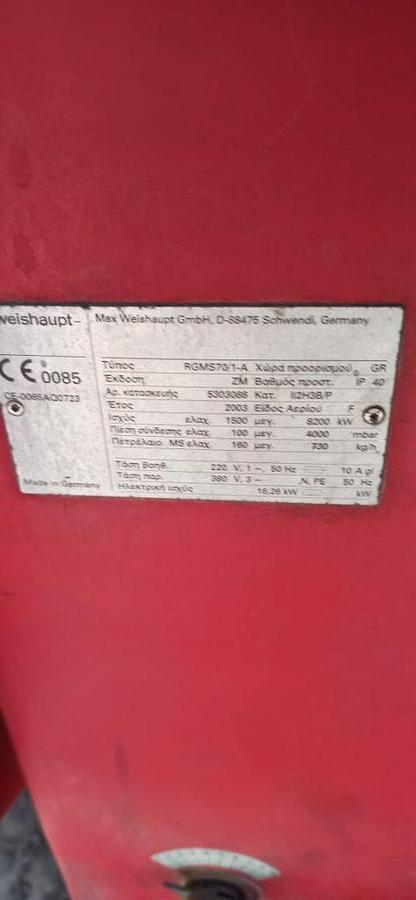 weishaupt
Max Weishaupt GmbH, D-88475 Schwendi, Germany
CE 0085
CE-0085AQ0723
Made in Germany
Τύπος RGMS70/1-A Χώρα προορισμού GR
Έκδοση ZM Βαθμός προστ. IP 40
Αρ. κατασκευής 5303088 Κατ. II2H3B/P
Έτος 2003 Είδος Αερίου F
Ισχύς ελαχ. 1500 μεγ. 8200 kW
Πίεση σύνδεσης ελαχ. 100 μεγ. 4000 mbar
Πετρέλαιο MS ελαχ. 160 μεγ. 730 kg/h
Τάση βοηθ. 220 V, 1 ~, 50 Hz 10 A gl
Τάση παρ. 380 V, 3 ~ ,N, PE 50 Hz
Ηλεκτρική ισχύς 16,26 kW kW